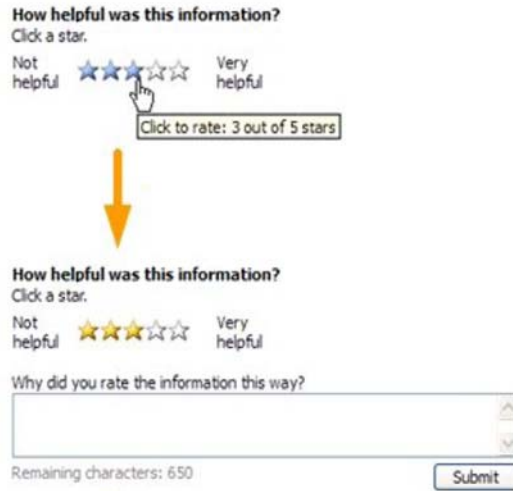 How helpful was this information?
Click a star.
Not helpful
Very helpful
Click to rate: 3 out of 5 stars
How helpful was this information?
Click a star.
Not helpful
Very helpful
Why did you rate the information this way?
Remaining characters: 650
Submit